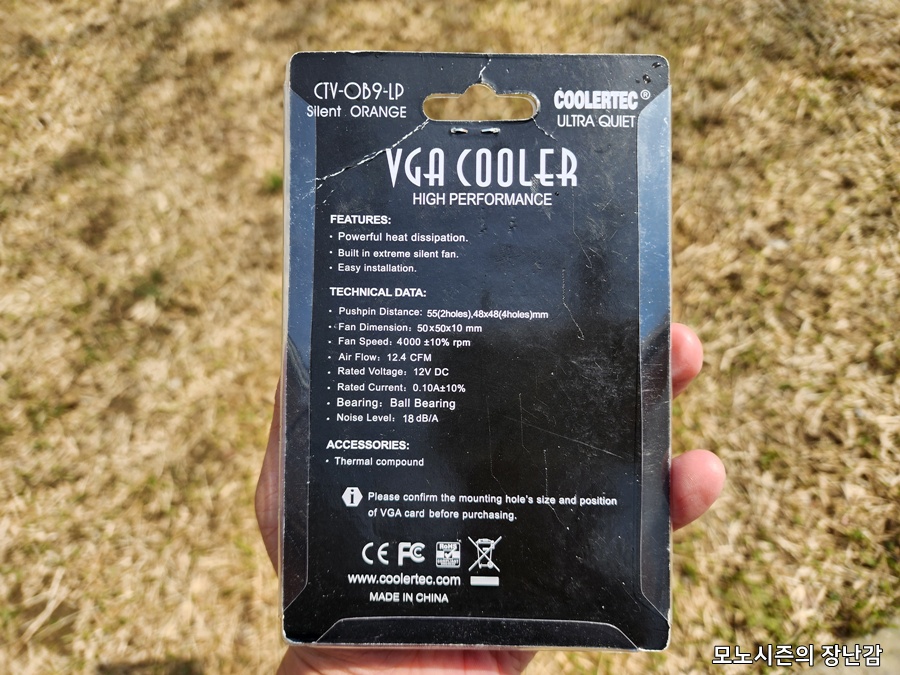 CTV-OB9-LP
Silent ORANGE
COOLERTEC®
ULTRA QUIET
VGA COOLER
HIGH PERFORMANCE
FEATURES:
· Powerful heat dissipation.
· Built in extreme silent fan.
· Easy installation.
TECHNICAL DATA:
· Pushpin Distance: 55(2holes),48x48(4holes)mm
· Fan Dimension: 50x50x10 mm
· Fan Speed: 4000 ±10% rpm
· Air Flow: 12.4 CFM
· Rated Voltage: 12V DC
· Rated Current: 0.10A±10%
· Bearing: Ball Bearing
· Noise Level: 18 dB/A
ACCESSORIES:
· Thermal compound
i Please confirm the mounting hole's size and position
of VGA card before purchasing.
CE FC RoHS
www.coolertec.com
MADE IN CHINA
모노시즌의 장난감